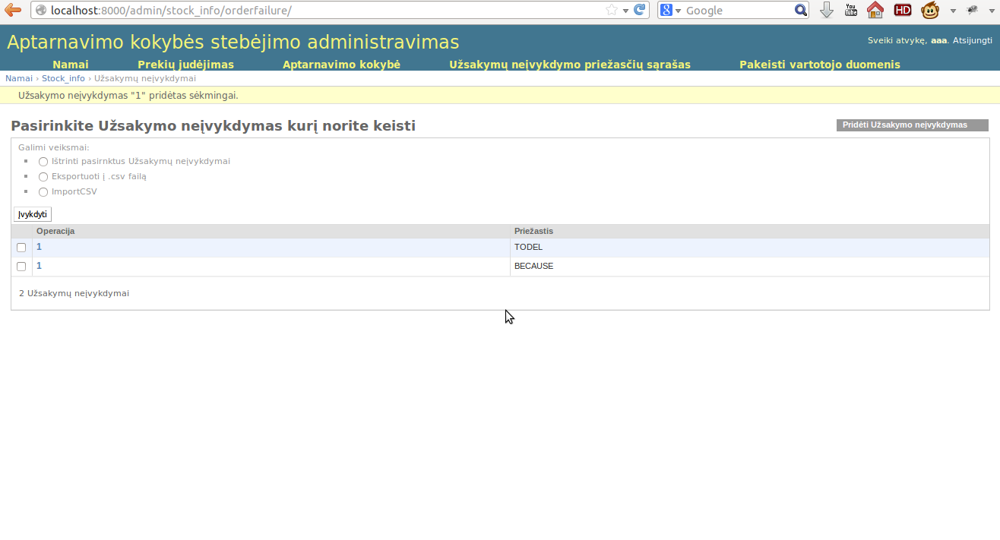 localhost:8000/admin/stock_info/orderfailure/
8
Google
You Tube
HD
Aptarnavimo kokybės stebėjimo administravimas
Sveiki atvykę, aaa. Atsijungti
Namai Prekių judėjimas Aptarnavimo kokybė Užsakymų neįvykdymo priežasčių sąrašas Pakeisti vartotojo duomenis
Namai › Stock_info › Užsakymų neįvykdymai
Užsakymo neįvykdymas "1" pridėtas sėkmingai.
Pasirinkite Užsakymo neįvykdymas kurį norite keisti
Pridėti Užsakymo neįvykdymas
Galimi veiksmai:
Ištrinti pasirnktus Užsakymų neįvykdymai
Eksportuoti į .csv failą
ImportCSV
Įvykdyti
Operacija Priežastis
1 TODEL
1 BECAUSE
2 Užsakymų neįvykdymai